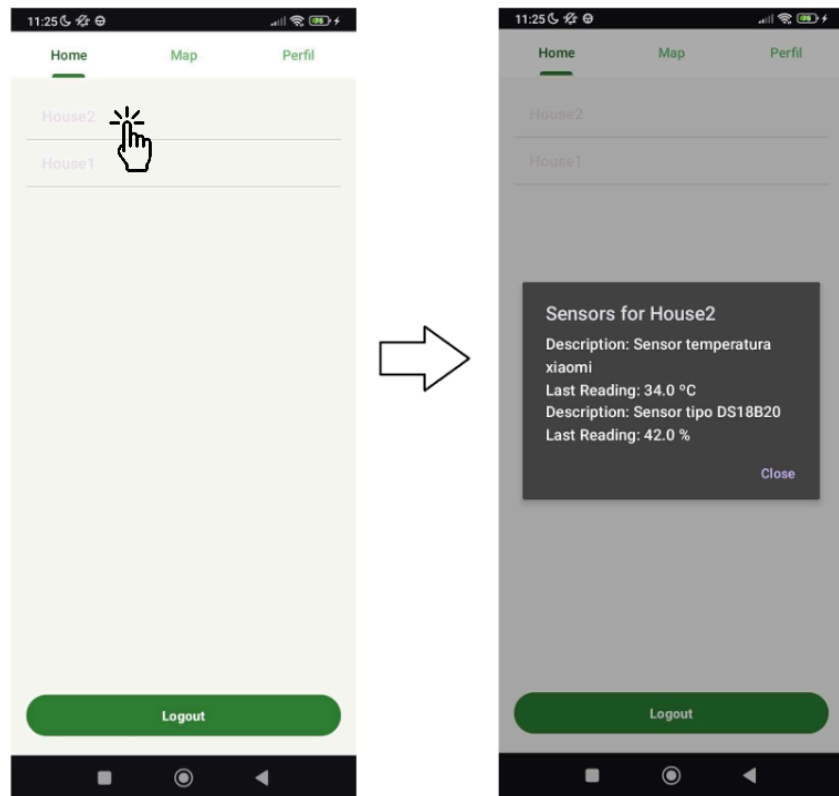 11:25
Home Map Perfil
House2
House1
Logout
11:25
Home Map Perfil
House2
House1
Sensors for House2
Description: Sensor temperatura
xiaomi
Last Reading: 34.0 ºC
Description: Sensor tipo DS18B20
Last Reading: 42.0 %
Close
Logout